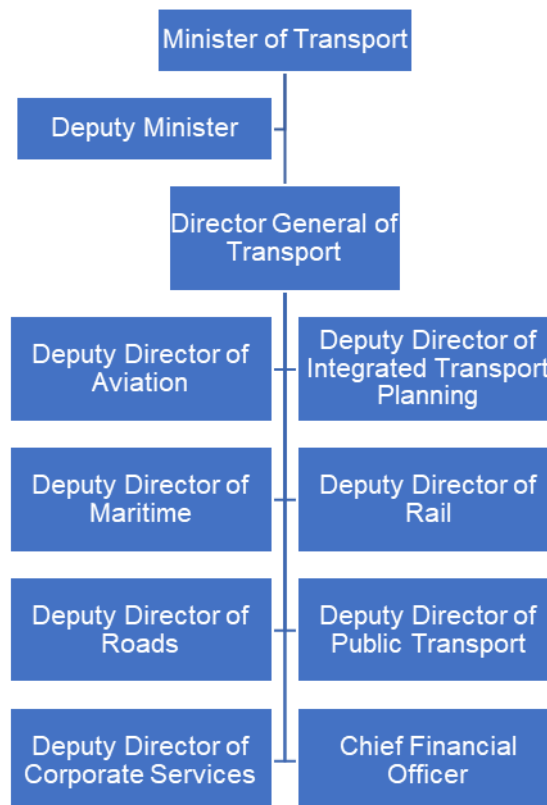 Minister of Transport
Deputy Minister
Director General of
Transport
Deputy Director of
Aviation
Deputy Director of
Integrated Transport
Planning
Deputy Director of
Maritime
Deputy Director of
Rail
Deputy Director of
Roads
Deputy Director of
Public Transport
Deputy Director of
Corporate Services
Chief Financial
Officer